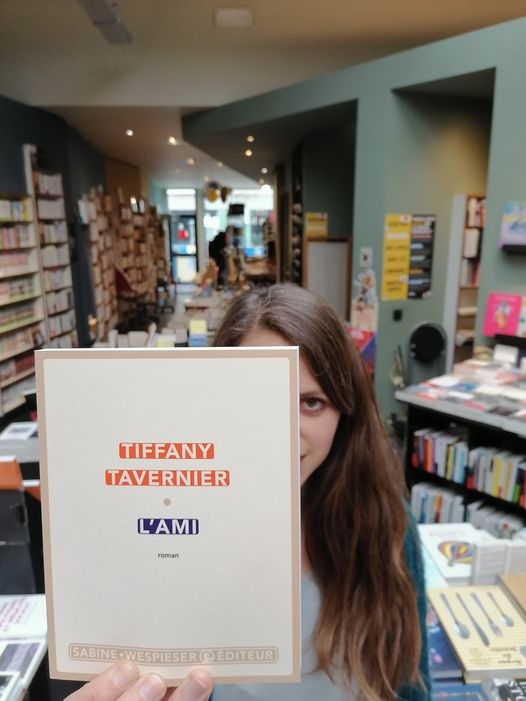 TIFFANY
TAVERNIER
L'AMI
roman
SABINE • WESPIESER ÉDITEUR